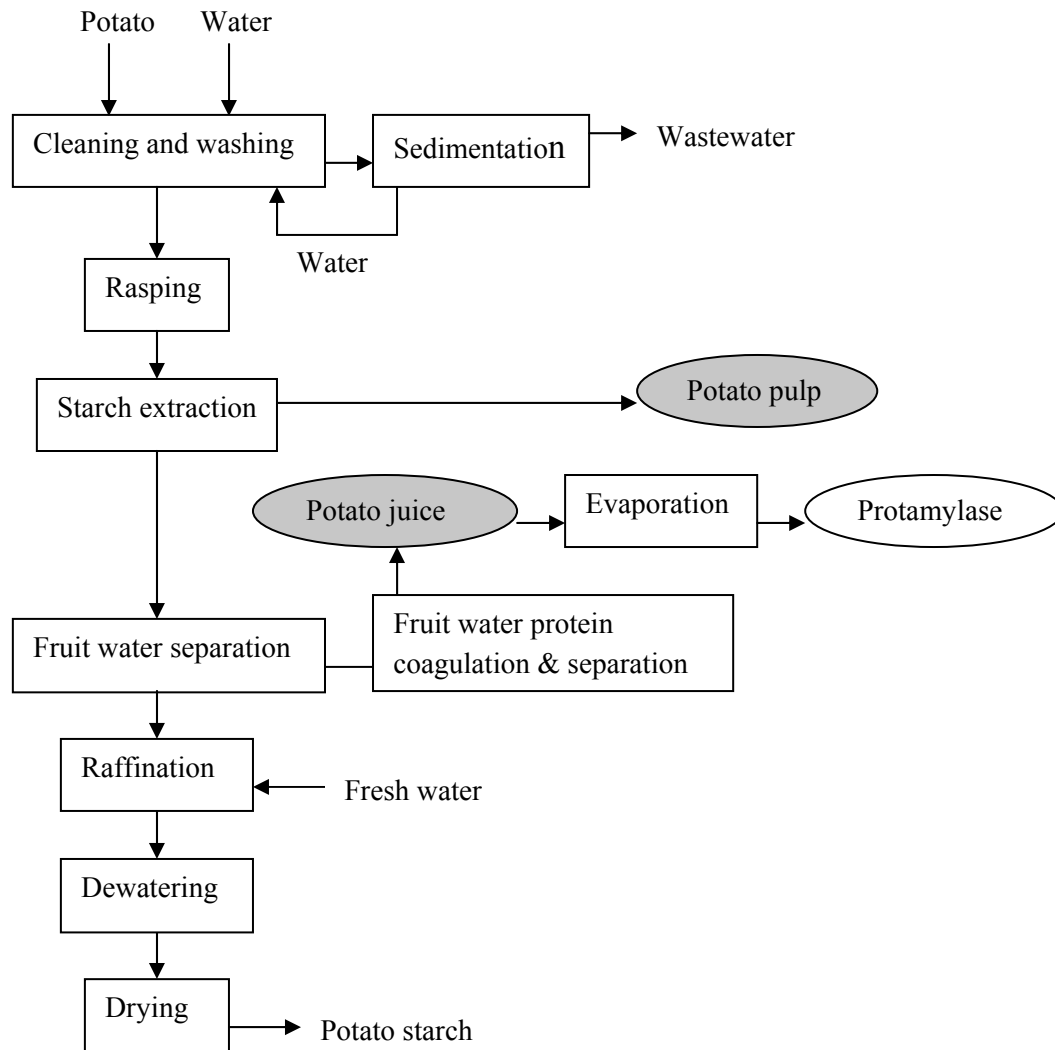 Potato
Water
Cleaning and washing
Sedimentation
Wastewater
Water
Rasping
Starch extraction
Potato pulp
Potato juice
Evaporation
Protamylase
Fruit water separation
Fruit water protein
coagulation & separation
Raffination
Fresh water
Dewatering
Drying
Potato starch